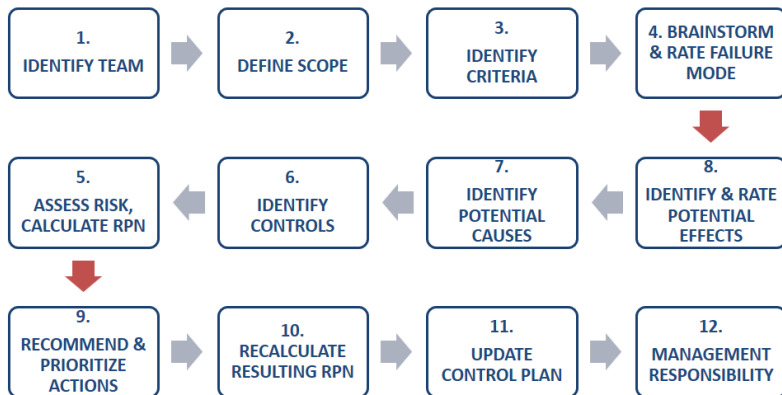 1.
IDENTIFY TEAM
2.
DEFINE SCOPE
3.
IDENTIFY
CRITERIA
4. BRAINSTORM
& RATE FAILURE
MODE
5.
ASSESS RISK,
CALCULATE RPN
6.
IDENTIFY
CONTROLS
7.
IDENTIFY
POTENTIAL
CAUSES
8.
IDENTIFY & RATE
POTENTIAL
EFFECTS
9.
RECOMMEND &
PRIORITIZE
ACTIONS
10.
RECALCULATE
RESULTING RPN
11.
UPDATE
CONTROL PLAN
12.
MANAGEMENT
RESPONSIBILITY